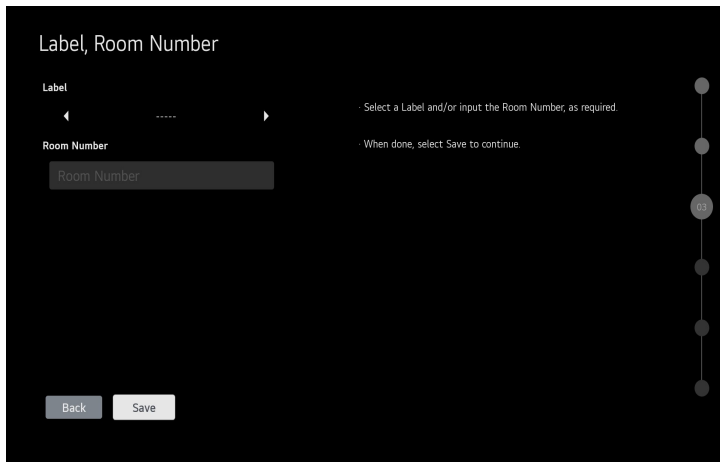 Label, Room Number
Label
-----
Room Number
Room Number
· Select a Label and/or input the Room Number, as required.
· When done, select Save to continue.
03
Back
Save